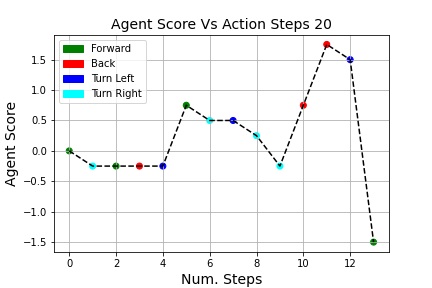 Agent Score Vs Action Steps 20
Forward
Back
Turn Left
Turn Right
1.5
1.0
0.5
0.0
−0.5
−1.0
−1.5
Agent Score
0 2 4 6 8 10 12
Num. Steps